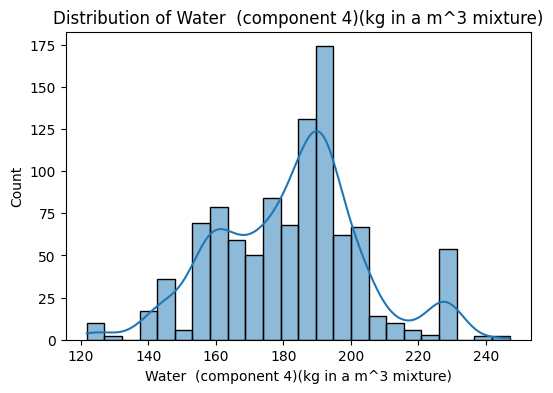 Distribution of Water  (component 4)(kg in a m^3 mixture)
175
150
125
100
75
50
25
0
Count
120 140 160 180 200 220 240
Water  (component 4)(kg in a m^3 mixture)